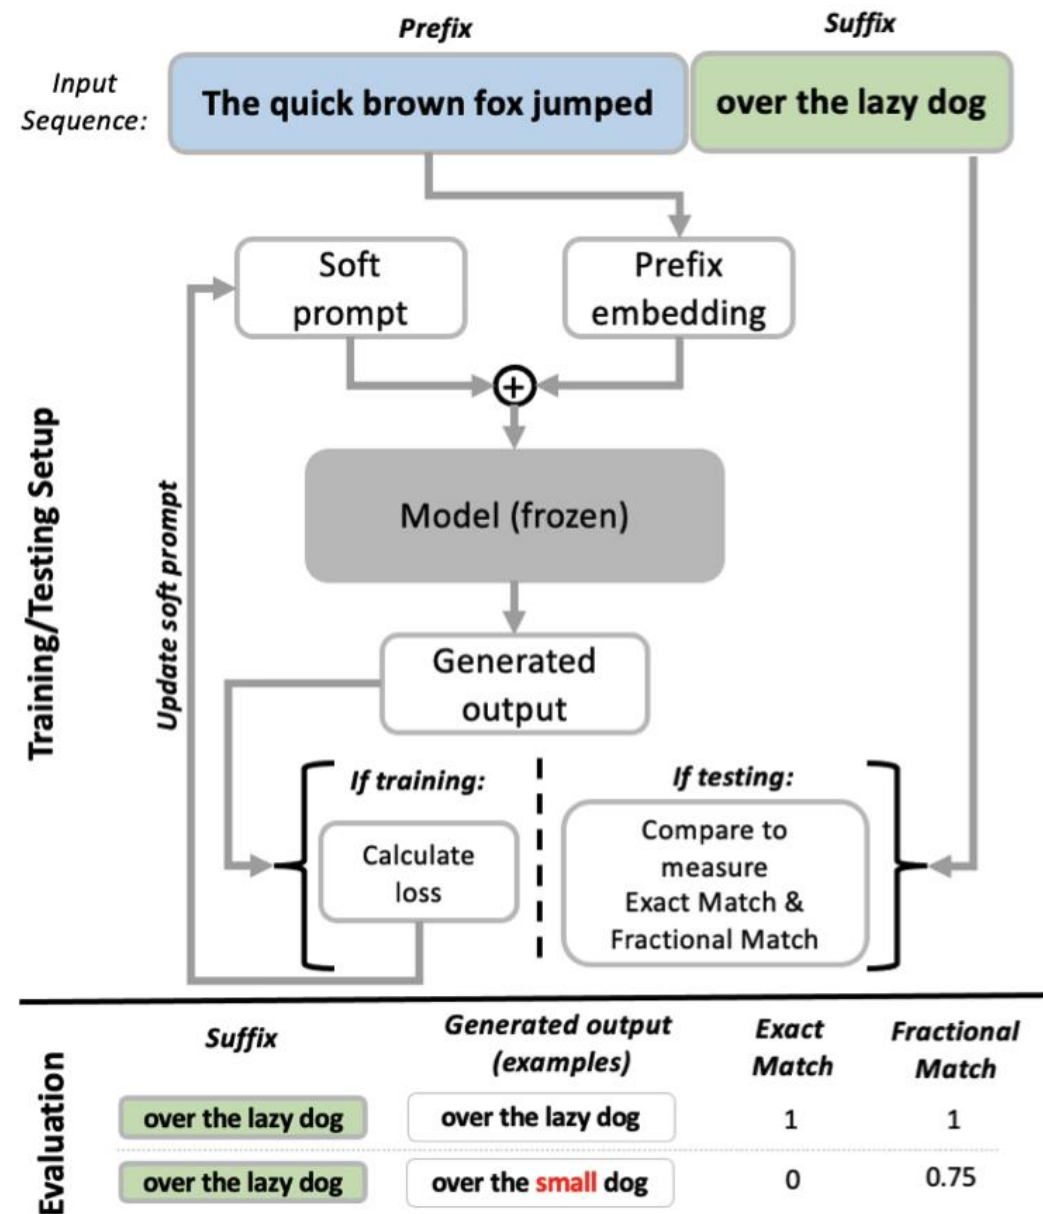 Prefix
Suffix
Input
Sequence:
The quick brown fox jumped
over the lazy dog
Training/Testing Setup
Soft
prompt
Prefix
embedding
+
Model (frozen)
Update soft prompt
Generated
output
If training:
If testing:
Calculate
loss
Compare to
measure
Exact Match &
Fractional Match
Evaluation
Suffix
Generated output
(examples)
Exact
Match
Fractional
Match
over the lazy dog
over the lazy dog
1
1
over the lazy dog
over the small dog
0
0.75